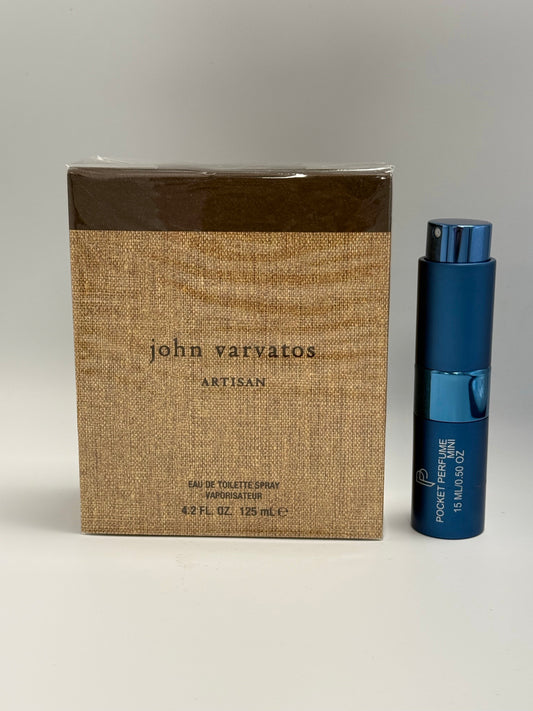 john varvatos
ARTISAN
EAU DE TOILETTE SPRAY
VAPORISATEUR
4.2 FL. OZ. 125 mL ℮
POCKET PERFUME
MINI
15 ML/0.50 OZ